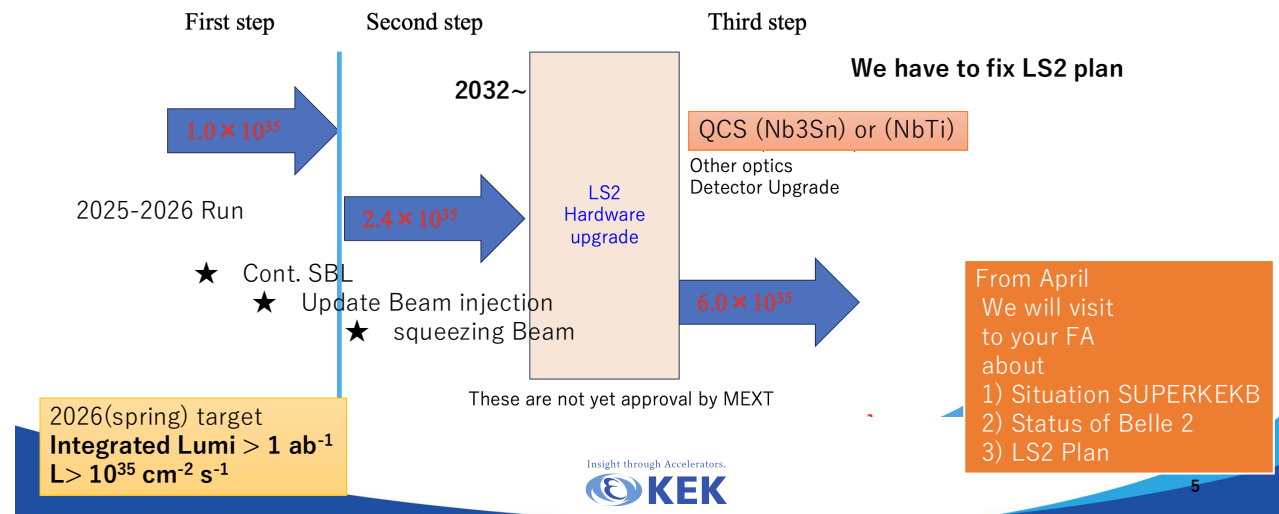 First step
Second step
Third step
We have to fix LS2 plan
2032~
1.0 × 10³⁵
QCS (Nb3Sn) or (NbTi)
Other optics
Detector Upgrade
LS2
Hardware
upgrade
2025-2026 Run
2.4 × 10³⁵
★ Cont. SBL
★ Update Beam injection
★ squeezing Beam
6.0 × 10³⁵
From April
We will visit
to your FA
about
1) Situation SUPERKEKB
2) Status of Belle 2
3) LS2 Plan
These are not yet approval by MEXT
2026(spring) target
Integrated Lumi > 1 ab⁻¹
L> 10³⁵ cm⁻² s⁻¹
Insight through Accelerators.
KEK
5